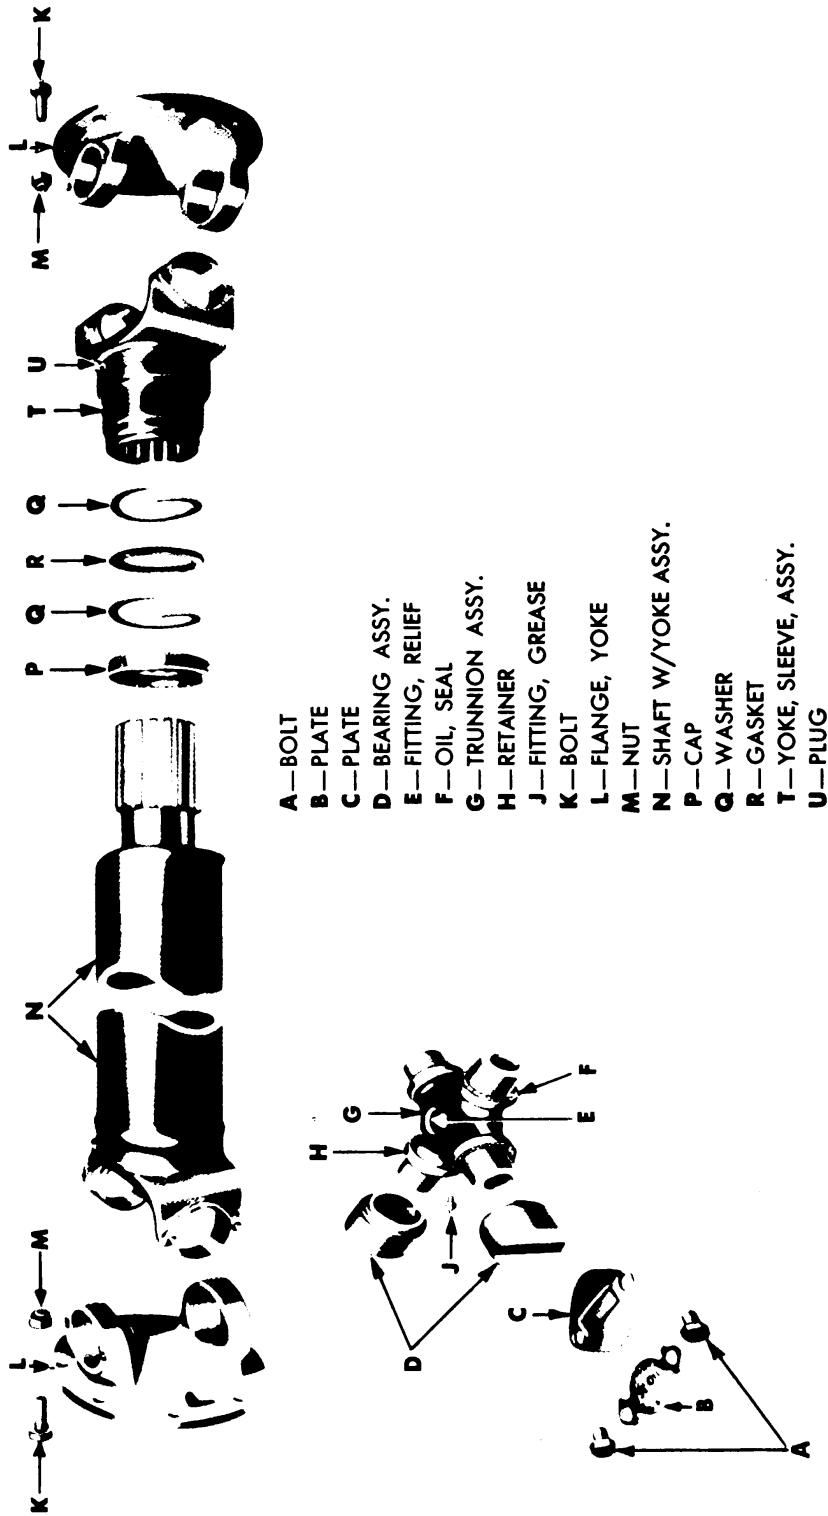 L
L
K
M
N
P
Q
R
Q
T
U
M
K
A—BOLT
B—PLATE
C—PLATE
D—BEARING ASSY.
E—FITTING, RELIEF
F—OIL, SEAL
G—TRUNNION ASSY.
H—RETAINER
J—FITTING, GREASE
K—BOLT
L—FLANGE, YOKE
M—NUT
N—SHAFT W/YOKE ASSY.
P—CAP
Q—WASHER
R—GASKET
T—YOKE, SLEEVE, ASSY.
U—PLUG
H
G
D
J
C
E
F
B
A